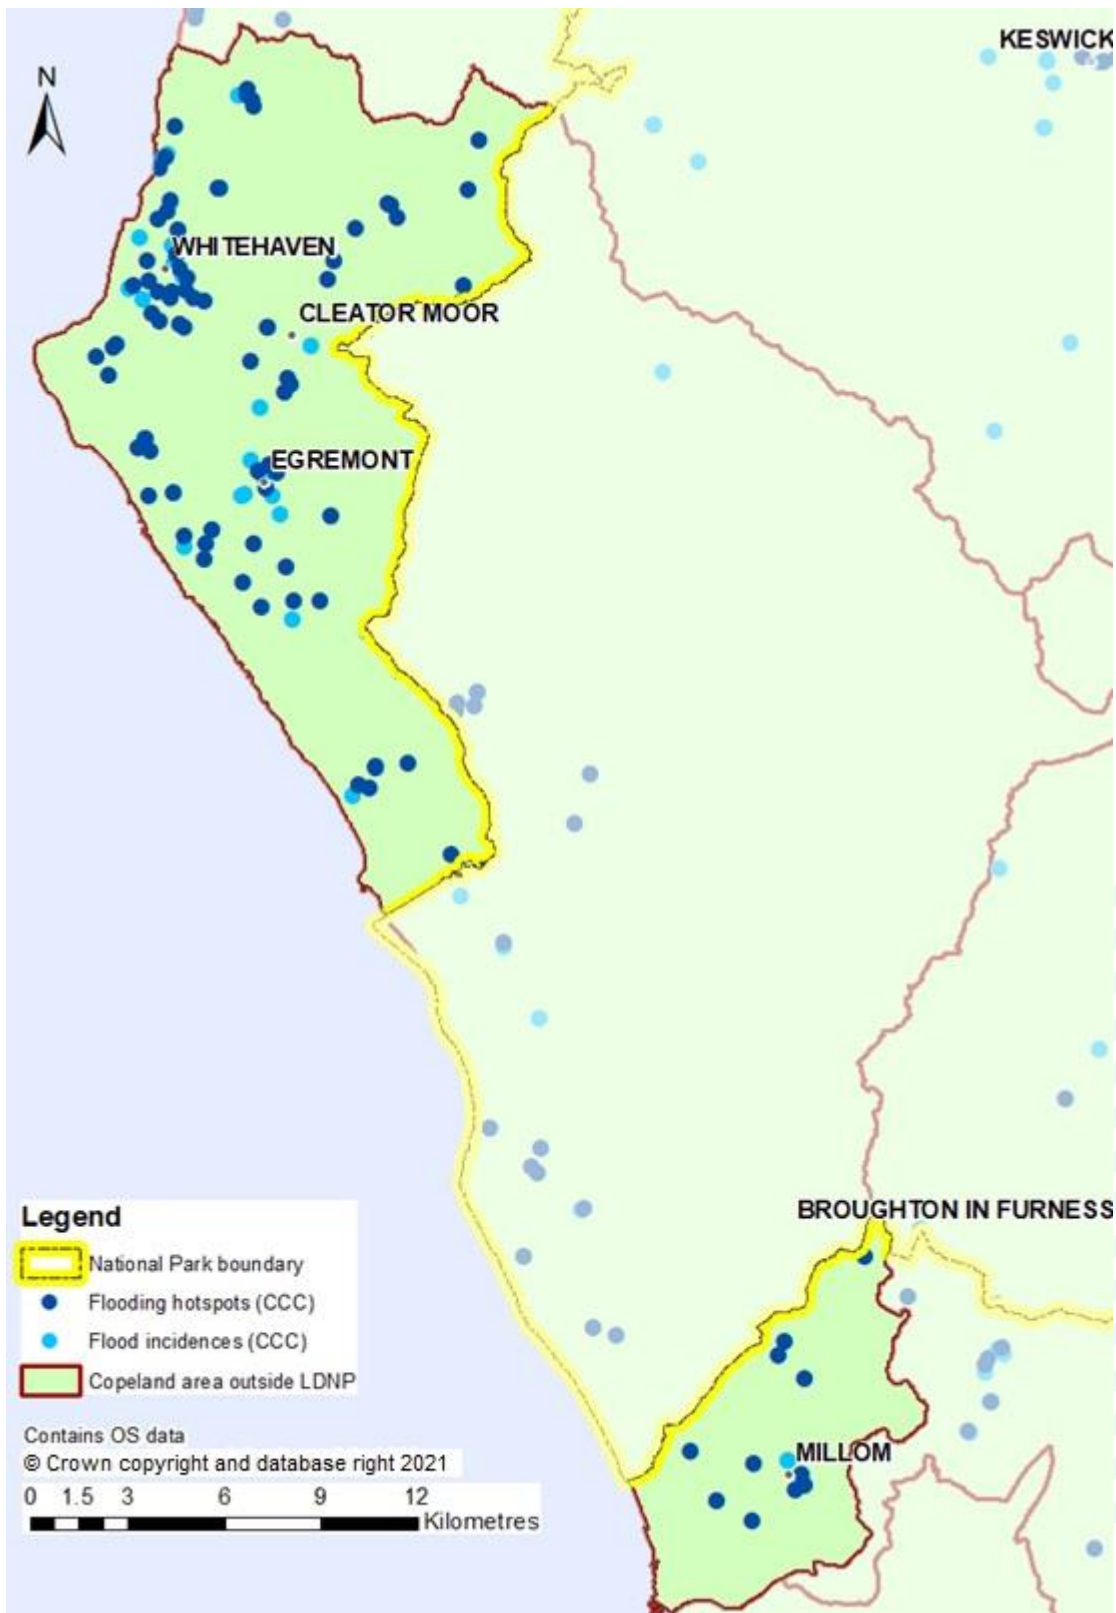 KESWICK
N
WHITEHAVEN
CLEATOR MOOR
EGREMONT
BROUGHTON IN FURNESS
Legend
National Park boundary
Flooding hotspots (CCC)
Flood incidences (CCC)
Copeland area outside LDNP
MILLOM
Contains OS data
© Crown copyright and database right 2021
0 1.5 3 6 9 12
Kilometres